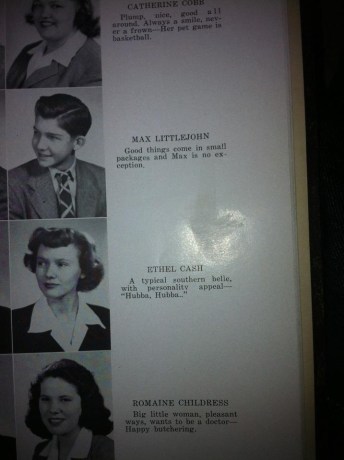 CATHERINE COBB
Plump, nice, good all
around. Always a smile, nev-
er a frown—Her pet game is
basketball.
MAX LITTLEJOHN
Good things come in small
packages and Max is no ex-
ception.
ETHEL CASH
A typical southern belle,
with personality appeal—
"Hubba, Hubba.."
ROMAINE CHILDRESS
Big little woman, pleasant
ways, wants to be a doctor—
Happy butchering.